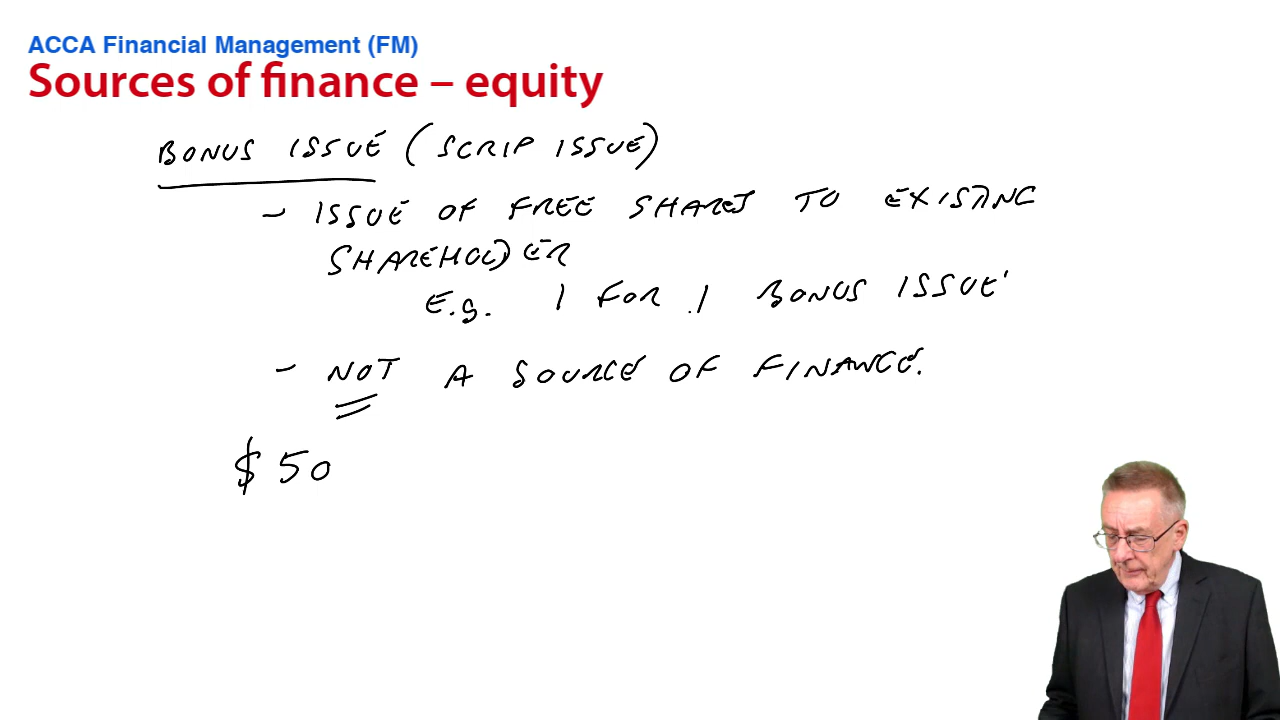 ACCA Financial Management (FM)
Sources of finance – equity
BONUS ISSUE (SCRIP ISSUE)
- ISSUE OF FREE SHARES TO EXISTING
SHAREHOLDER
E.g. 1 FOR 1 BONUS ISSUE'
- NOT A SOURCE OF FINANCE.
$50